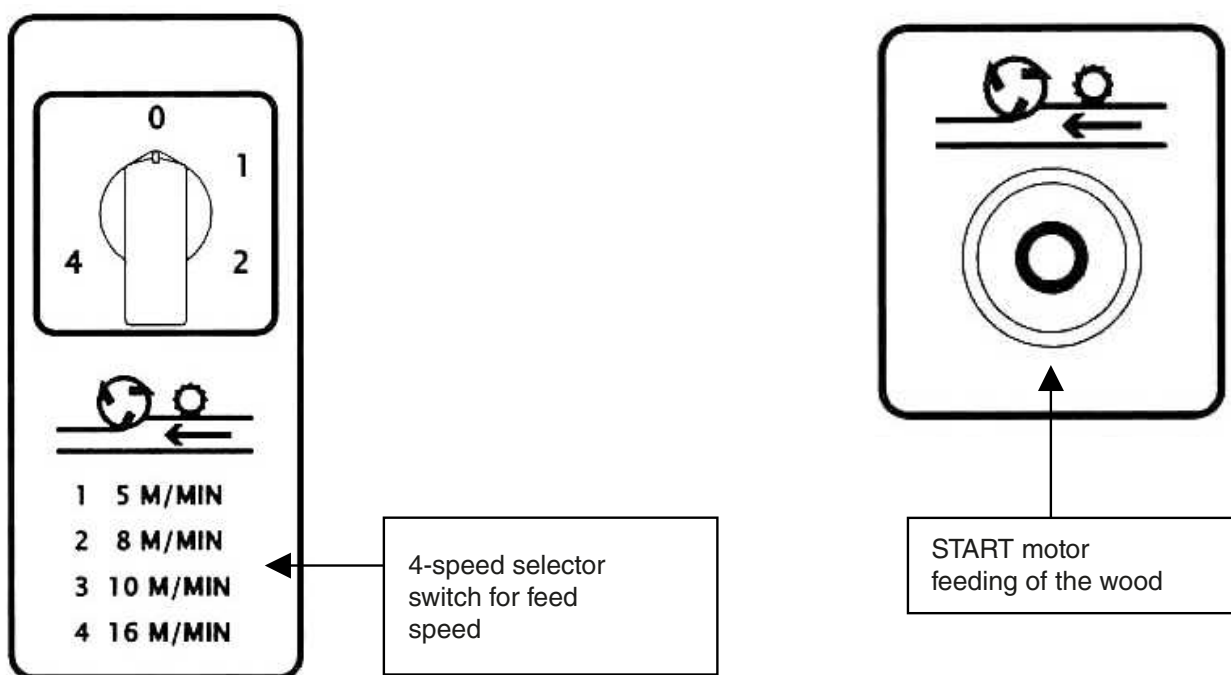 0
1
4
2
1 5 M/MIN
2 8 M/MIN
3 10 M/MIN
4 16 M/MIN
4-speed selector
switch for feed
speed
START motor
feeding of the wood